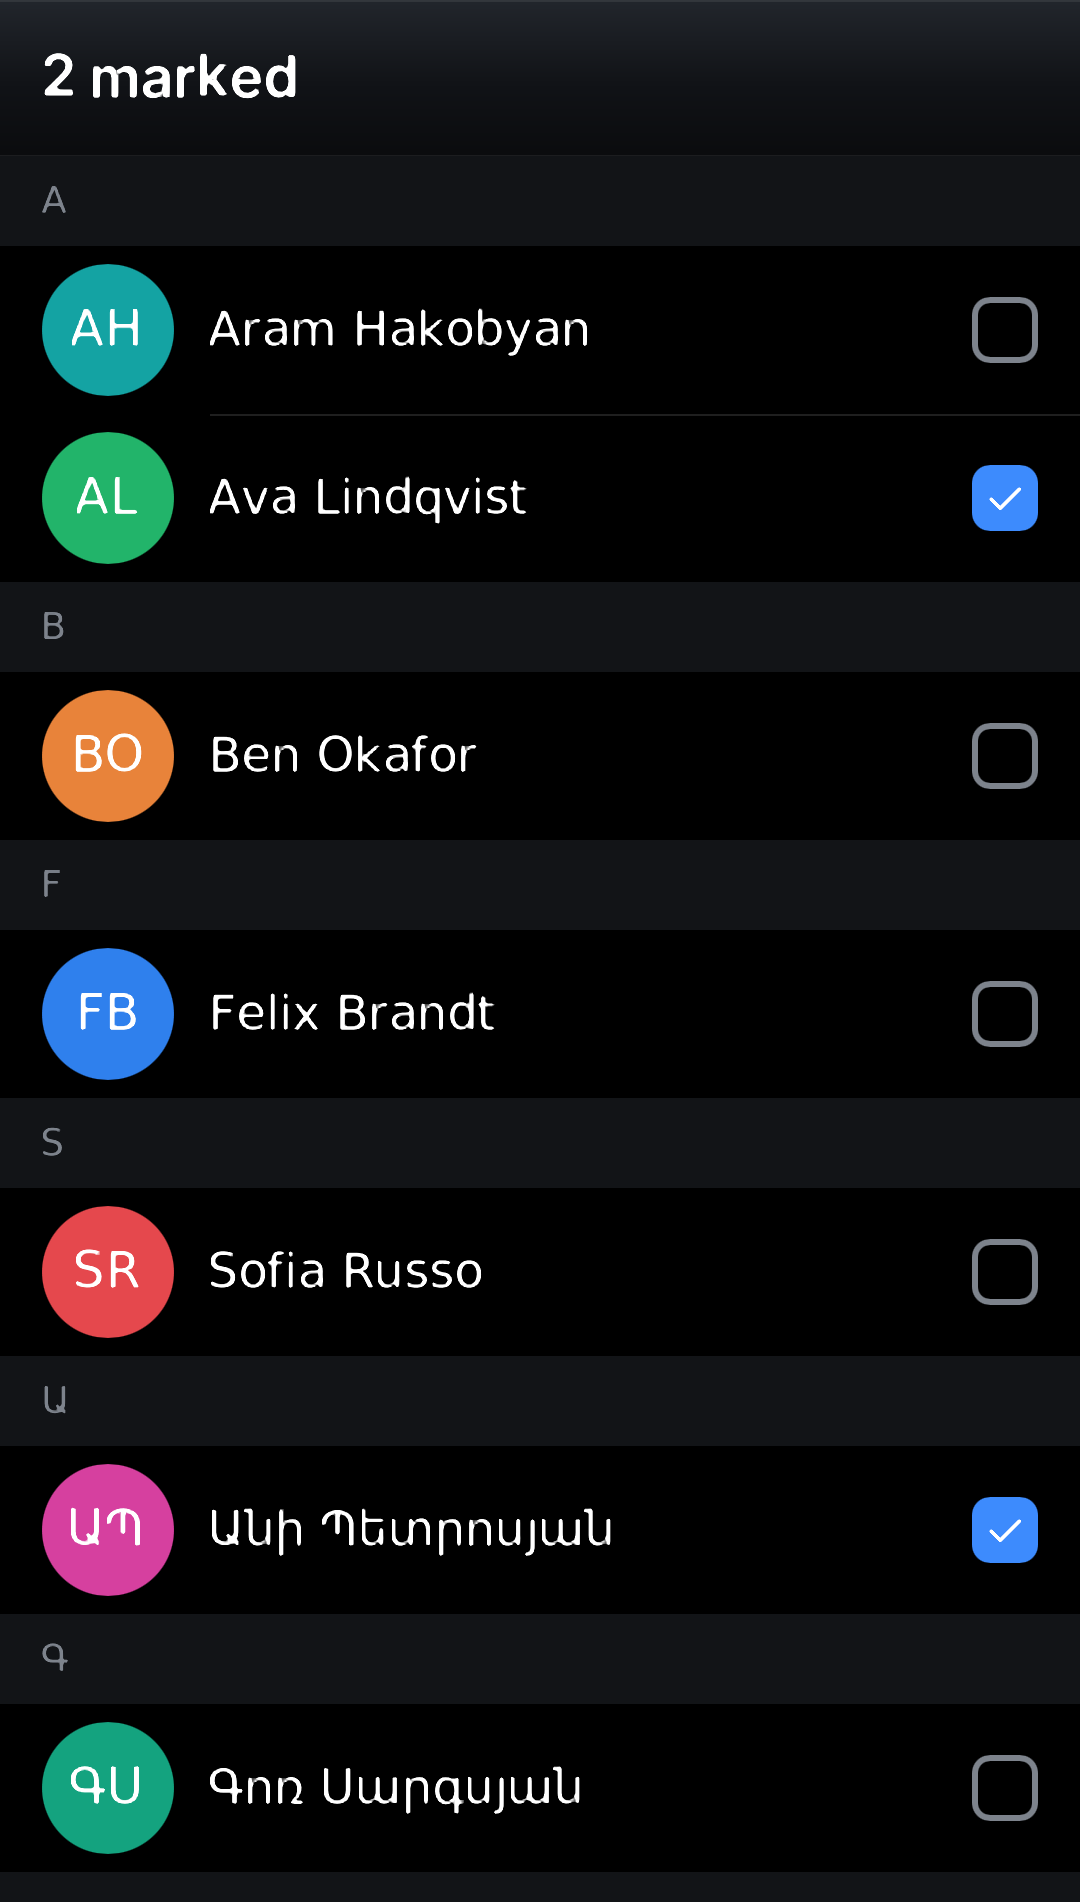 2 marked
A
AH Aram Hakobyan
AL Ava Lindqvist
B
BO Ben Okafor
F
FB Felix Brandt
S
SR Sofia Russo
Ա
ԱՊ Անի Պետրոսյան
Գ
ԳՍ Գոռ Սարգսյան